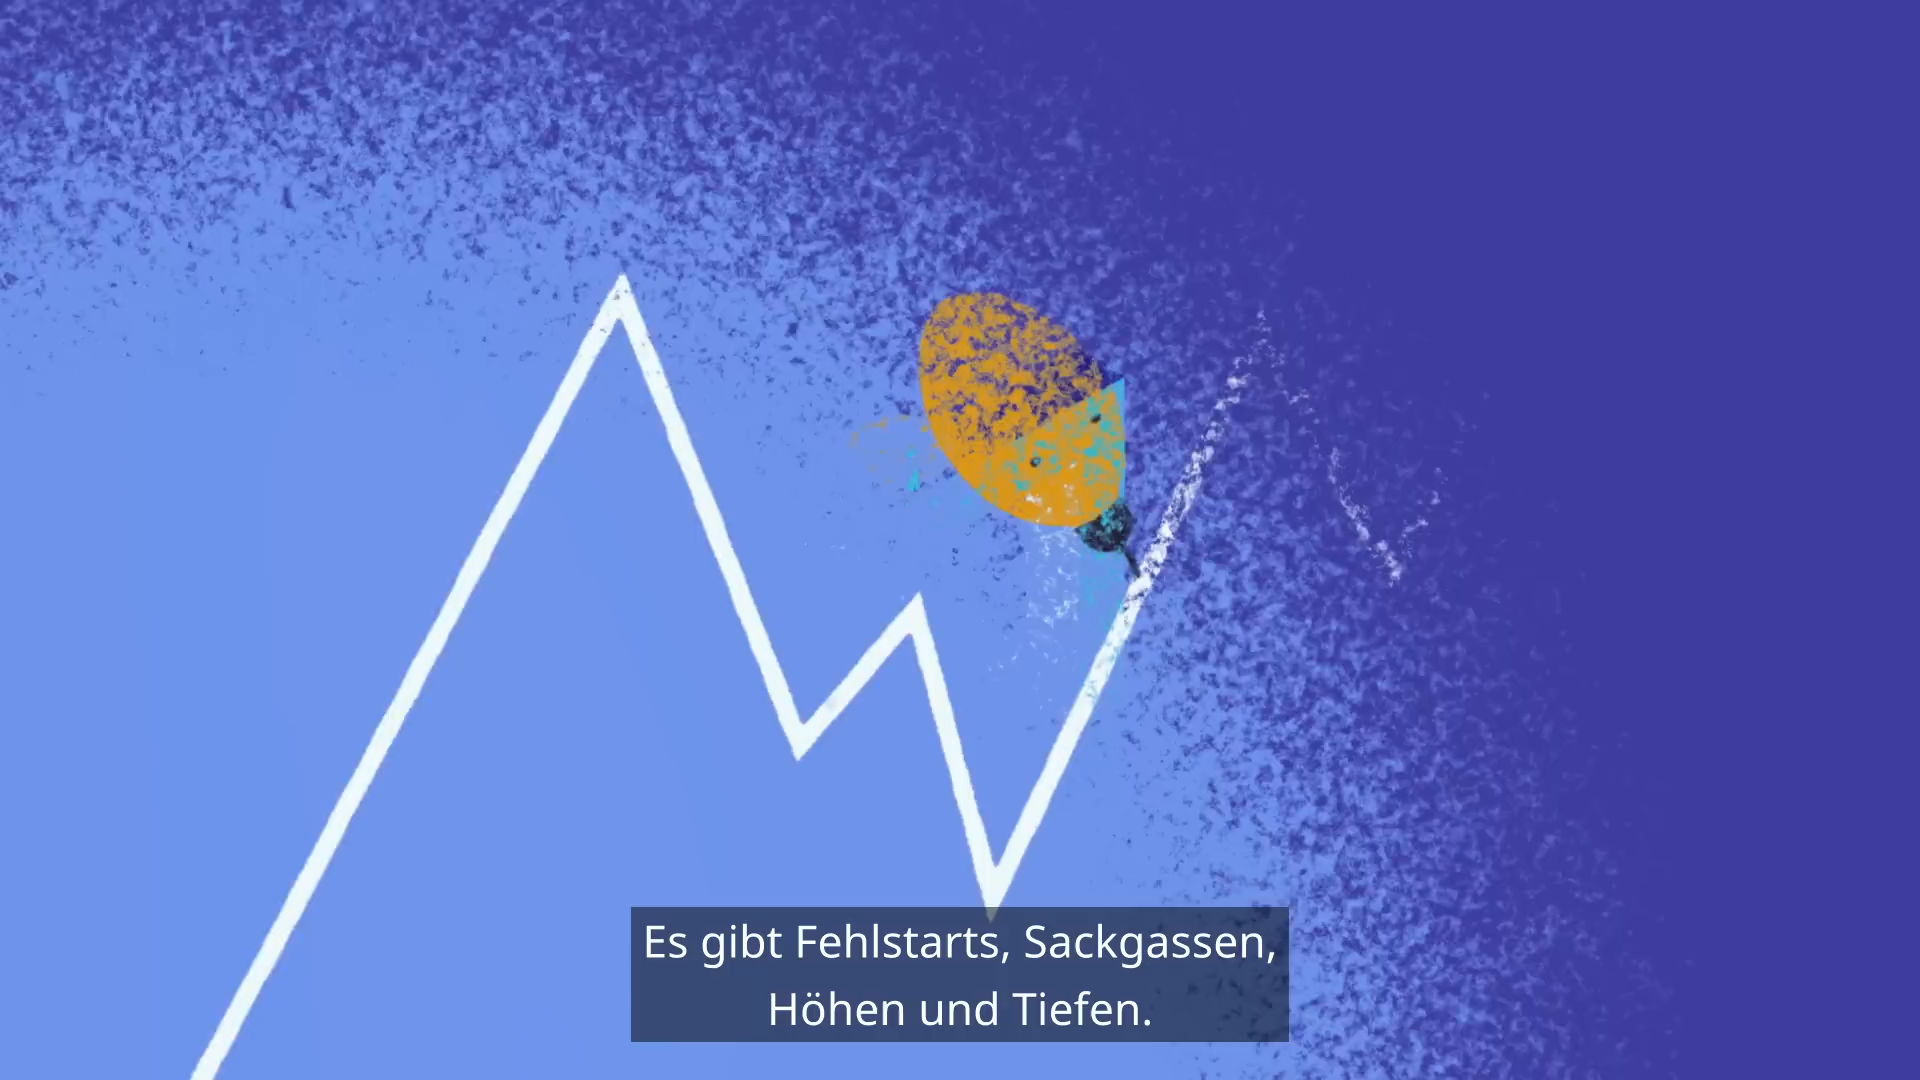 Es gibt Fehlstarts, Sackgassen,
Höhen und Tiefen.